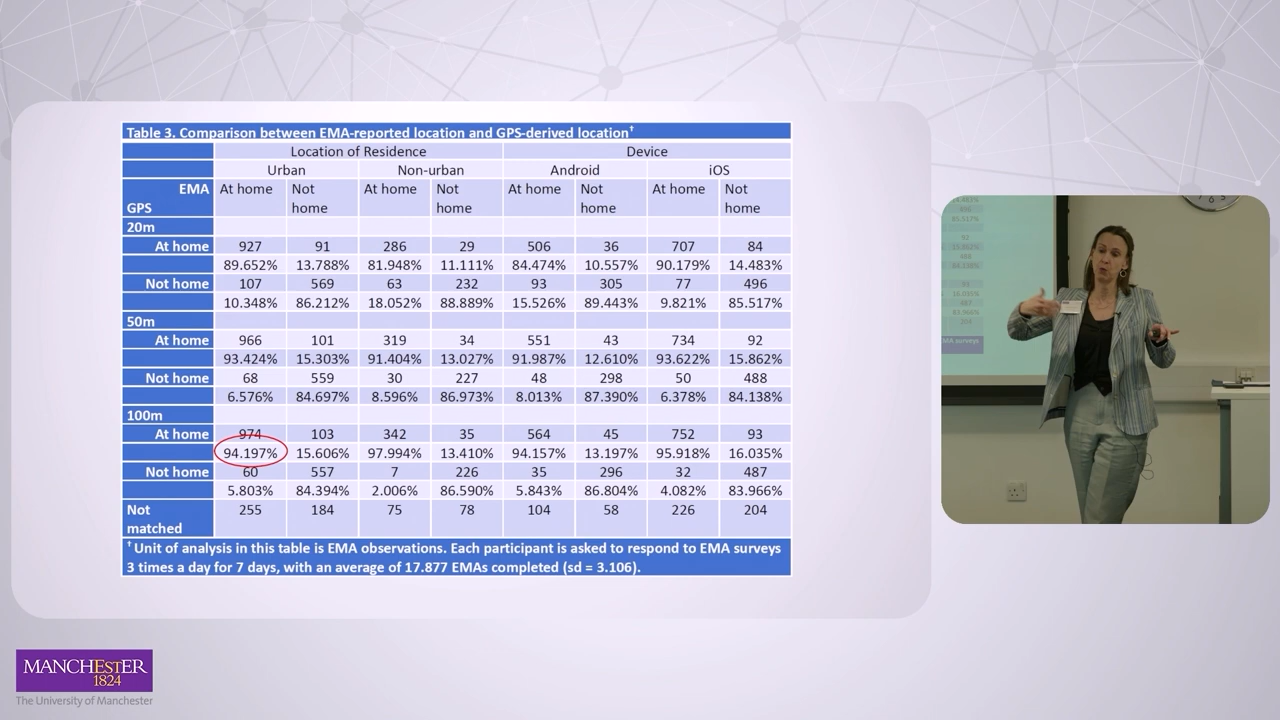 Table 3. Comparison between EMA-reported location and GPS-derived location†
Location of Residence Device
Urban Non-urban Android iOS
EMA At home Not At home Not At home Not At home Not
GPS home home home home
20m
At home 927 91 286 29 506 36 707 84
89.652% 13.788% 81.948% 11.111% 84.474% 10.557% 90.179% 14.483%
Not home 107 569 63 232 93 305 77 496
10.348% 86.212% 18.052% 88.889% 15.526% 89.443% 9.821% 85.517%
50m
At home 966 101 319 34 551 43 734 92
93.424% 15.303% 91.404% 13.027% 91.987% 12.610% 93.622% 15.862%
Not home 68 559 30 227 48 298 50 488
6.576% 84.697% 8.596% 86.973% 8.013% 87.390% 6.378% 84.138%
100m
At home 974 103 342 35 564 45 752 93
94.197% 15.606% 97.994% 13.410% 94.157% 13.197% 95.918% 16.035%
Not home 60 557 7 226 35 296 32 487
5.803% 84.394% 2.006% 86.590% 5.843% 86.804% 4.082% 83.966%
Not 255 184 75 78 104 58 226 204
matched
† Unit of analysis in this table is EMA observations. Each participant is asked to respond to EMA surveys
3 times a day for 7 days, with an average of 17.877 EMAs completed (sd = 3.106).
MANCHESTER
1824
The University of Manchester